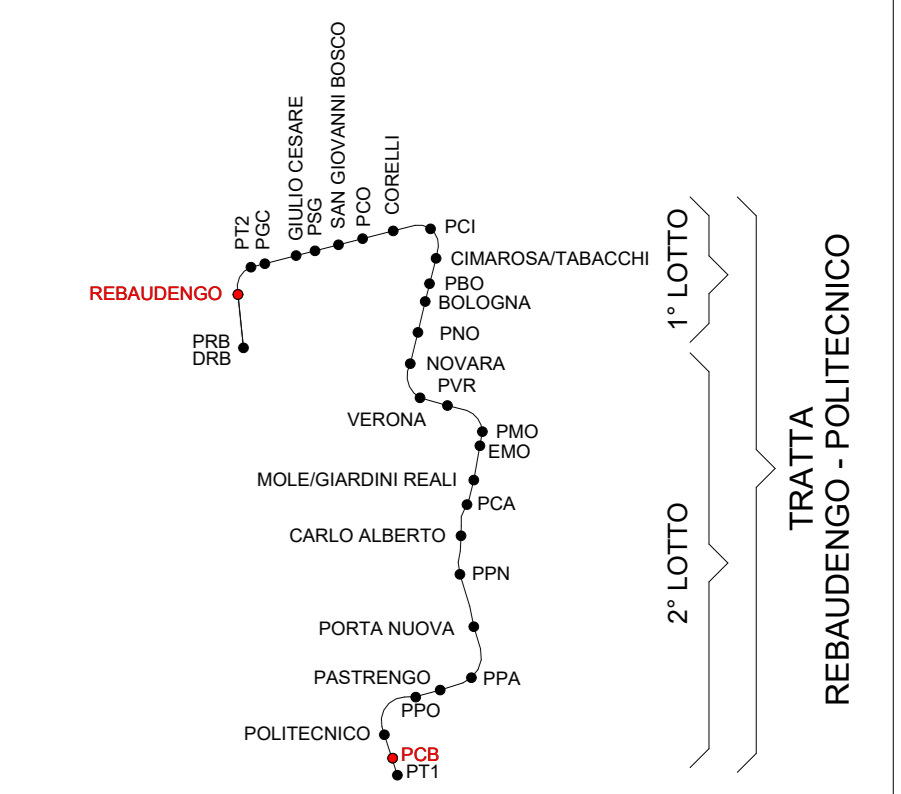 PT2
PGC
GIULIO CESARE
PSG
SAN GIOVANNI BOSCO
PCO
CORELLI
PCI
CIMAROSA/TABACCHI
REBAUDENGO
PBO
BOLOGNA
PNO
PRB
DRB
NOVARA
PVR
VERONA
PMO
EMO
MOLE/GIARDINI REALI
PCA
CARLO ALBERTO
PPN
PORTA NUOVA
PASTRENGO
PPA
PPO
POLITECNICO
PCB
PT1
1° LOTTO
2° LOTTO
TRATTA
REBAUDENGO - POLITECNICO